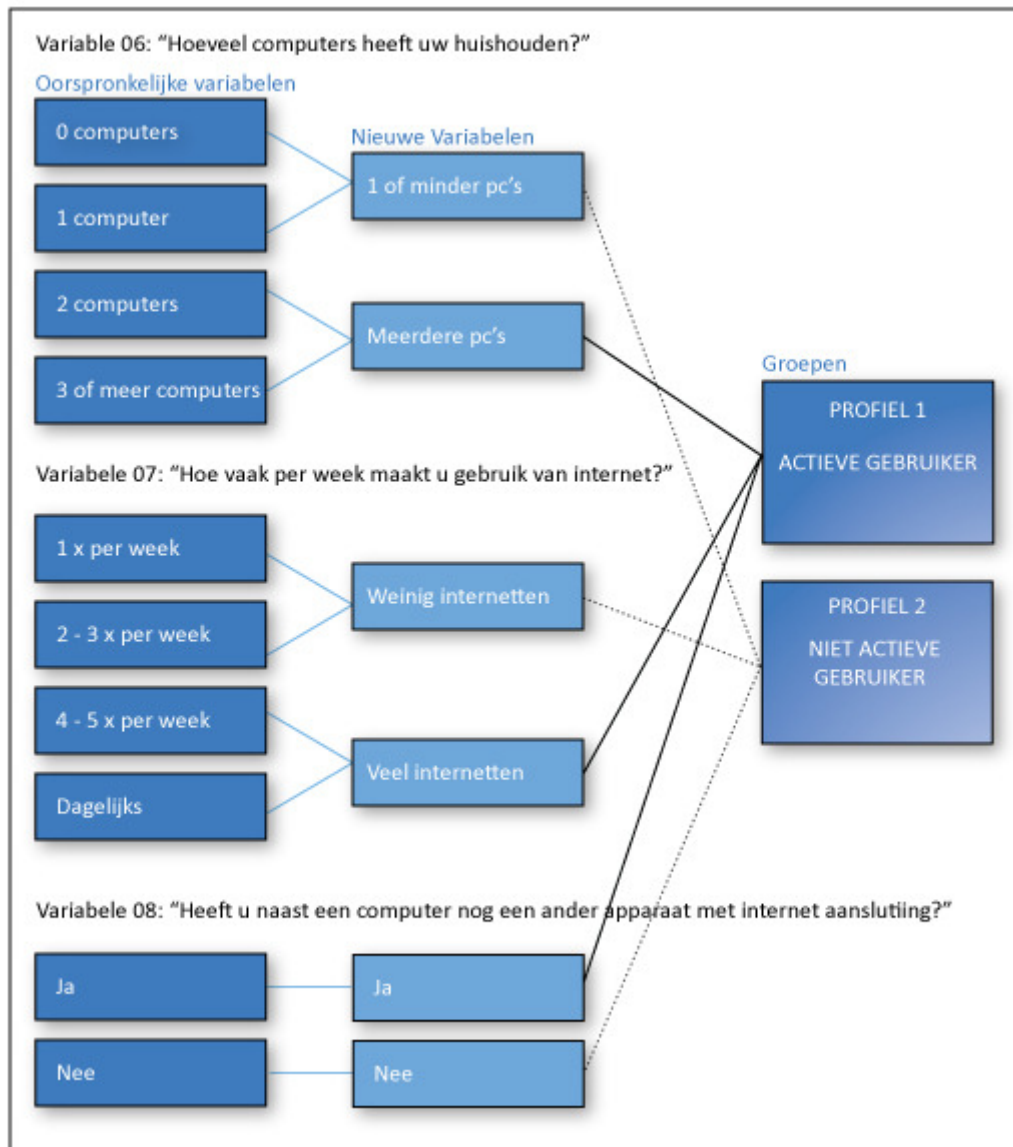 Variable 06: “Hoeveel computers heeft uw huishouden?”
Oorspronkelijke variabelen
0 computers
1 computer
2 computers
3 of meer computers
Nieuwe Variabelen
1 of minder pc’s
Meerdere pc’s
Groepen
PROFIEL 1
ACTIEVE GEBRUIKER
PROFIEL 2
NIET ACTIEVE
GEBRUIKER
Variabele 07: “Hoe vaak per week maakt u gebruik van internet?”
1 x per week
2 - 3 x per week
4 - 5 x per week
Dagelijks
Weinig internetten
Veel internetten
Variabele 08: “Heeft u naast een computer nog een ander apparaat met internet aanslutiing?”
Ja
Ja
Nee
Nee